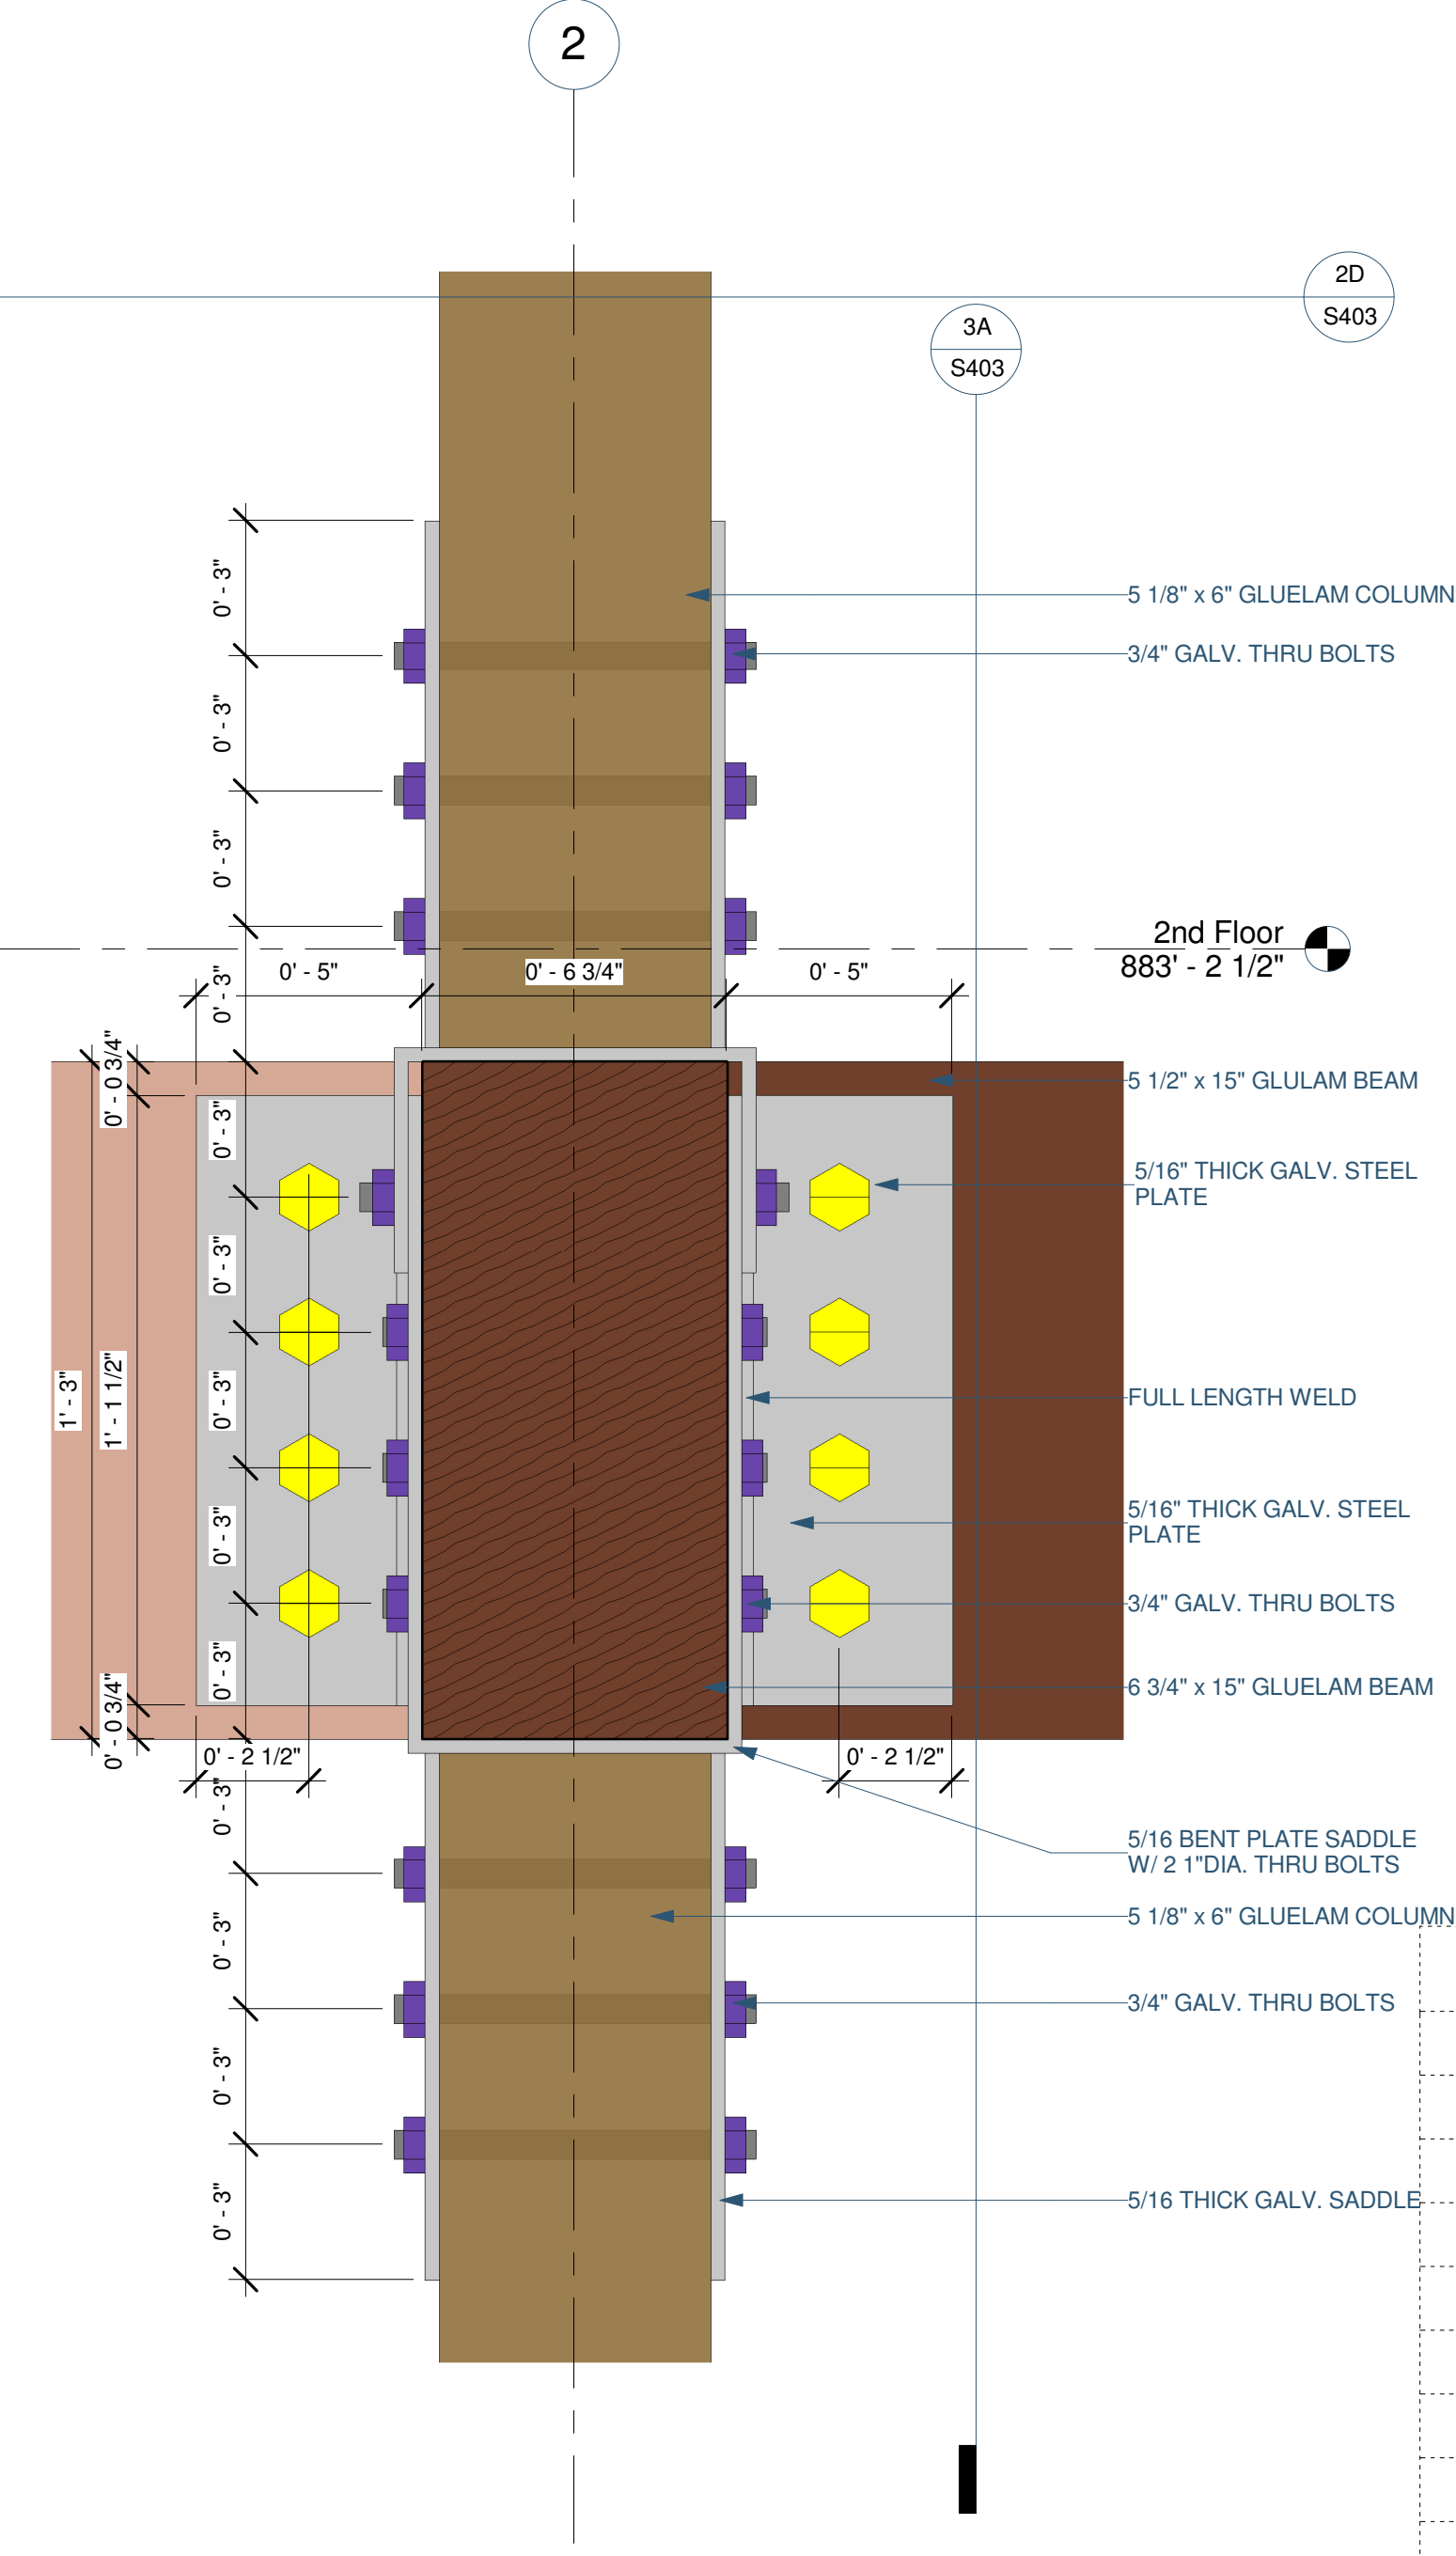 2
2D
S403
3A
S403
0' - 3"
5 1/8" x 6" GLUELAM COLUMN
3/4" GALV. THRU BOLTS
0' - 3"
0' - 3"
2nd Floor
883' - 2 1/2"
0' - 5"
0' - 6 3/4"
0' - 5"
0' - 3"
0' - 0 3/4"
5 1/2" x 15" GLULAM BEAM
0' - 3"
5/16" THICK GALV. STEEL
PLATE
0' - 3"
1' - 3"
1' - 1 1/2"
0' - 3"
FULL LENGTH WELD
5/16" THICK GALV. STEEL
PLATE
0' - 3"
3/4" GALV. THRU BOLTS
0' - 3"
6 3/4" x 15" GLUELAM BEAM
0' - 0 3/4"
0' - 2 1/2"
0' - 2 1/2"
0' - 3"
5/16 BENT PLATE SADDLE
W/ 2 1"DIA. THRU BOLTS
5 1/8" x 6" GLUELAM COLUMN
0' - 3"
3/4" GALV. THRU BOLTS
0' - 3"
0' - 3"
5/16 THICK GALV. SADDLE